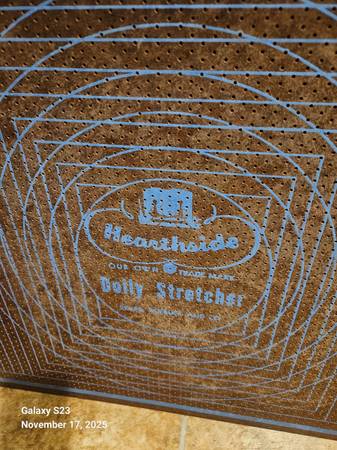 Hearthside
OUR OWN TRADE MARK
Doily Stretcher
Galaxy S23
November 17, 2025